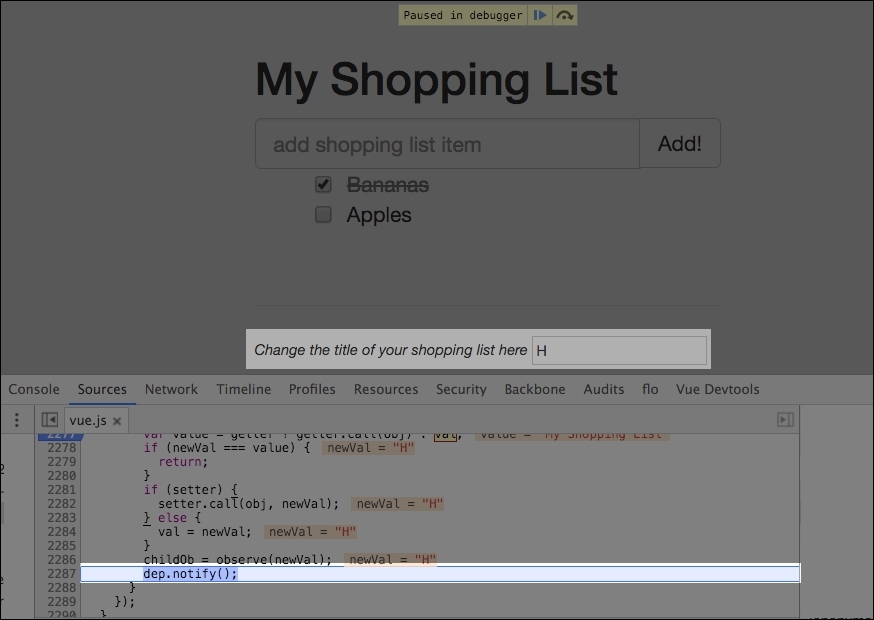 Paused in debugger
My Shopping List
add shopping list item Add!
Bananas
Apples
Change the title of your shopping list here H
Console Sources Network Timeline Profiles Resources Security Backbone Audits flo Vue Devtools
vue.js ×
2277 var value = getter ? getter.call(obj) : val; value = "My Shopping List"
2278 if (newVal === value) { newVal = "H"
2279 return;
2280 }
2281 if (setter) {
2282 setter.call(obj, newVal); newVal = "H"
2283 } else {
2284 val = newVal; newVal = "H"
2285 }
2286 childOb = observe(newVal); newVal = "H"
2287 dep.notify();
2288 }
2289 });
2290 }